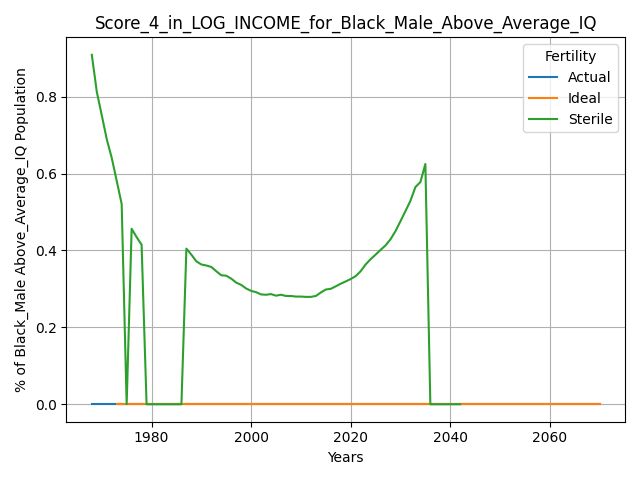 Score_4_in_LOG_INCOME_for_Black_Male_Above_Average_IQ
% of Black_Male Above_Average_IQ Population
0.8
0.6
0.4
0.2
0.0
Fertility
Actual
Ideal
Sterile
1980
2000
2020
2040
2060
Years